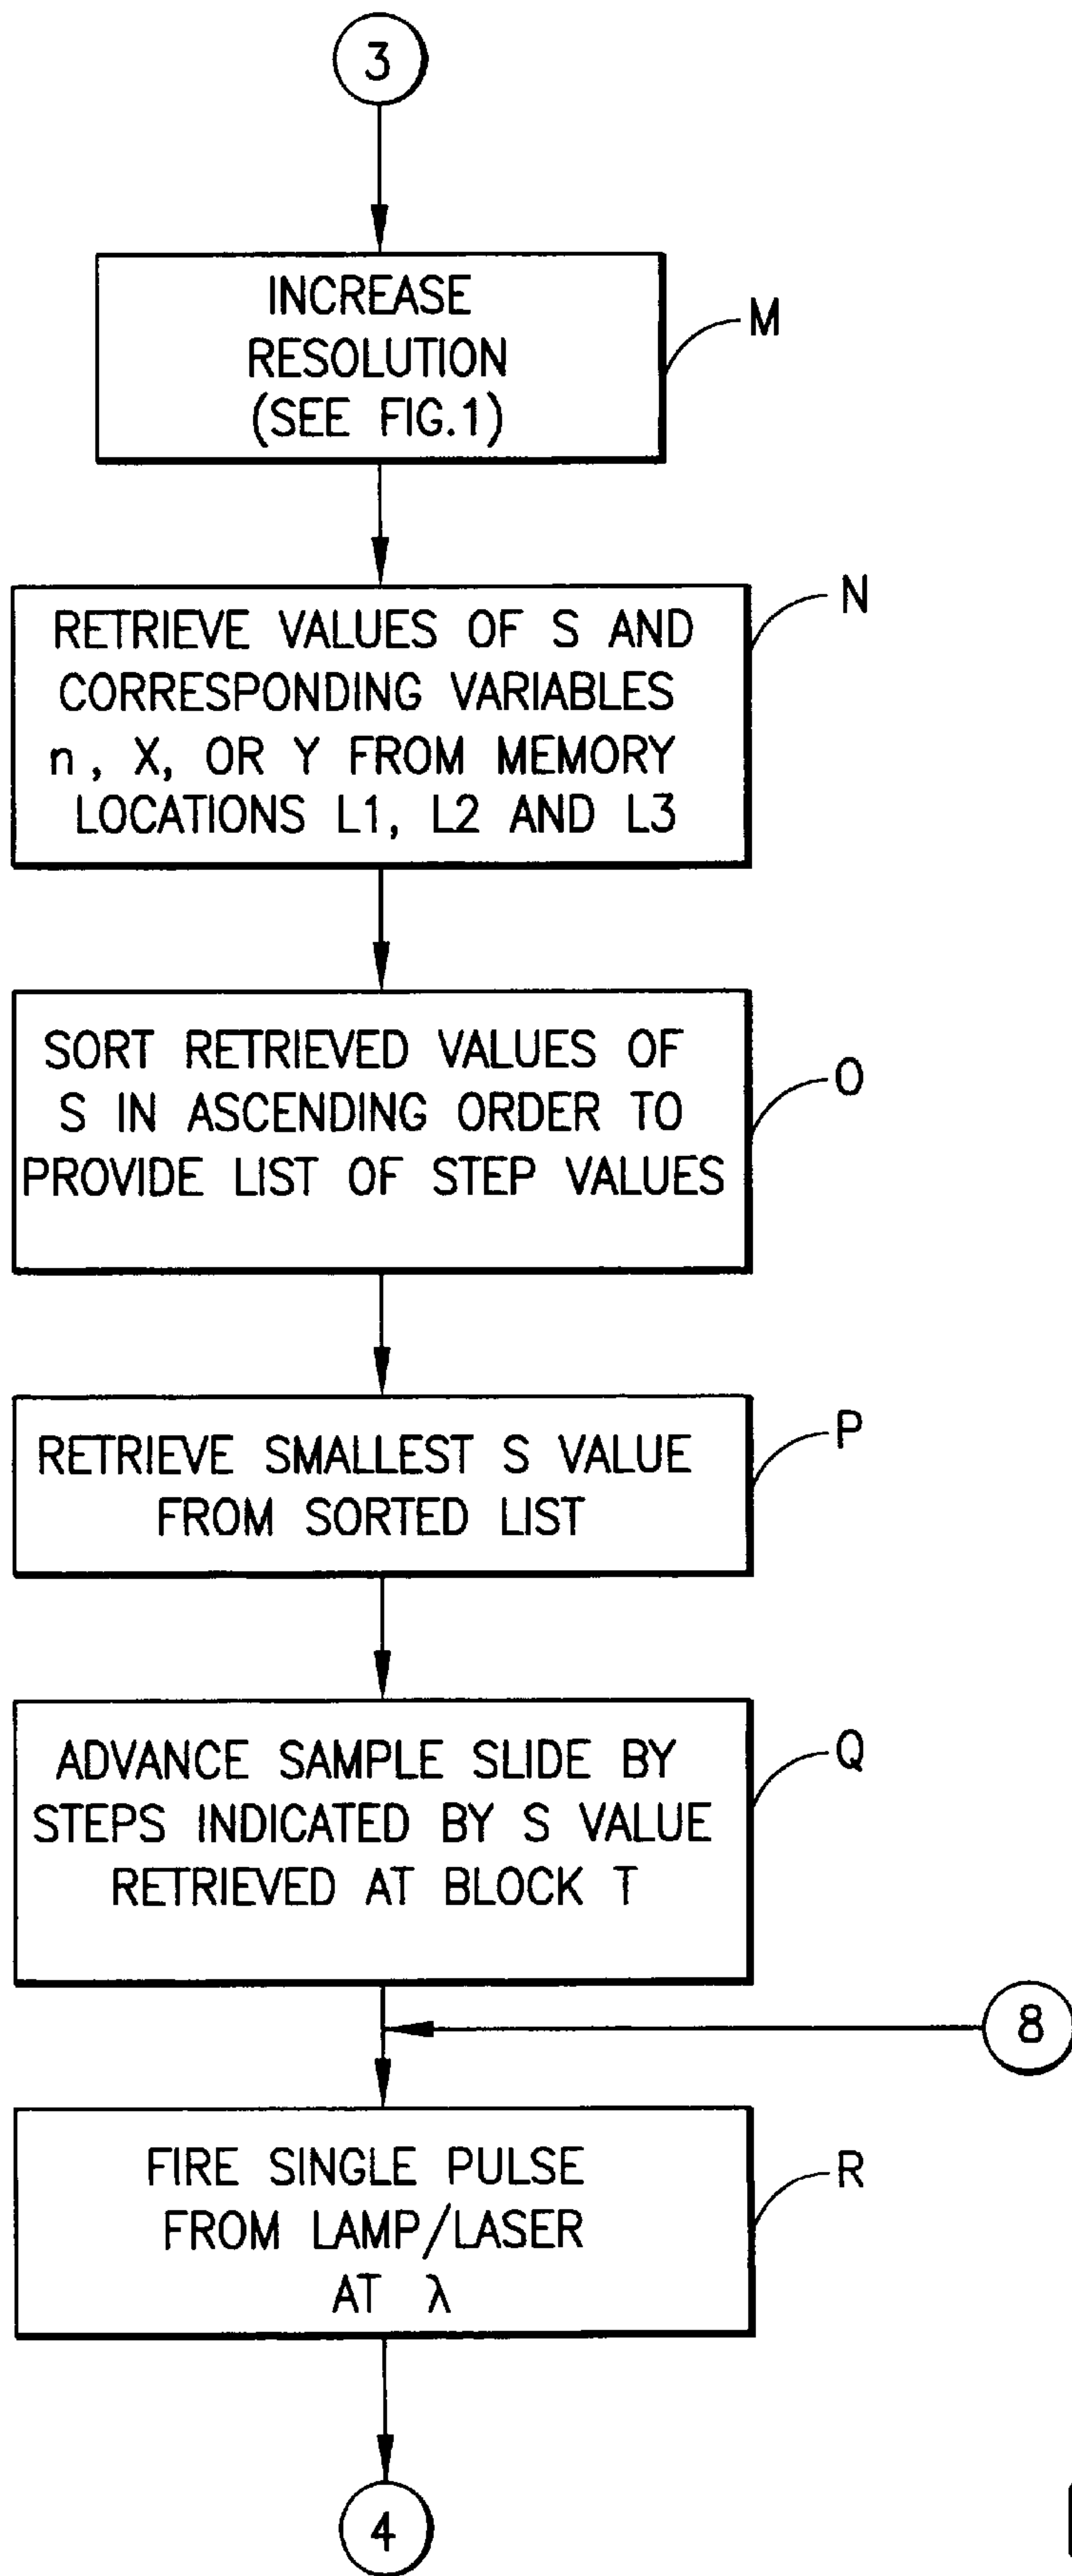 3
INCREASE
RESOLUTION
(SEE FIG.1)
M
RETRIEVE VALUES OF S AND
CORRESPONDING VARIABLES
n, X, OR Y FROM MEMORY
LOCATIONS L1, L2 AND L3
N
SORT RETRIEVED VALUES OF
S IN ASCENDING ORDER TO
PROVIDE LIST OF STEP VALUES
O
RETRIEVE SMALLEST S VALUE
FROM SORTED LIST
P
ADVANCE SAMPLE SLIDE BY
STEPS INDICATED BY S VALUE
RETRIEVED AT BLOCK T
Q
8
FIRE SINGLE PULSE
FROM LAMP/LASER
AT λ
R
4